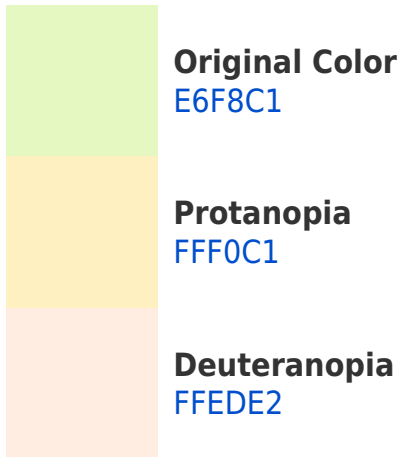 Original Color
E6F8C1
Protanopia
FFF0C1
Deuteranopia
FFEDE2